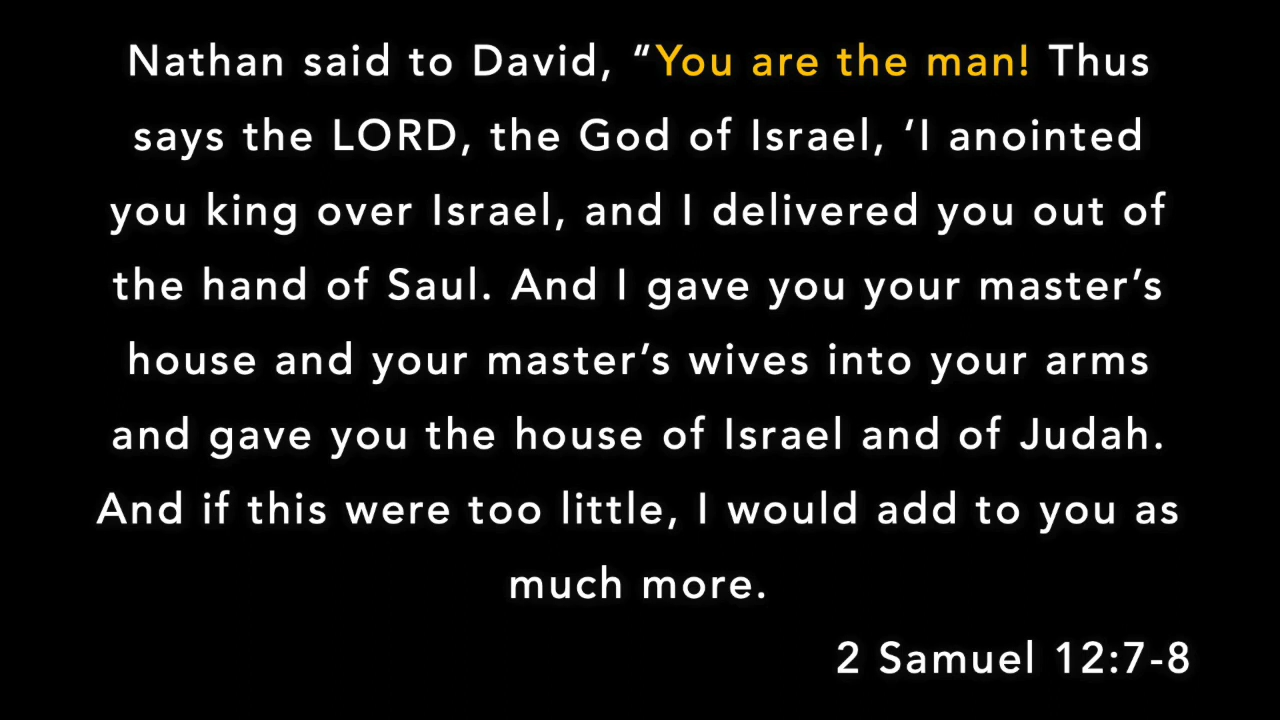 Nathan said to David, “You are the man! Thus
says the LORD, the God of Israel, ‘I anointed
you king over Israel, and I delivered you out of
the hand of Saul. And I gave you your master’s
house and your master’s wives into your arms
and gave you the house of Israel and of Judah.
And if this were too little, I would add to you as
much more.
2 Samuel 12:7-8